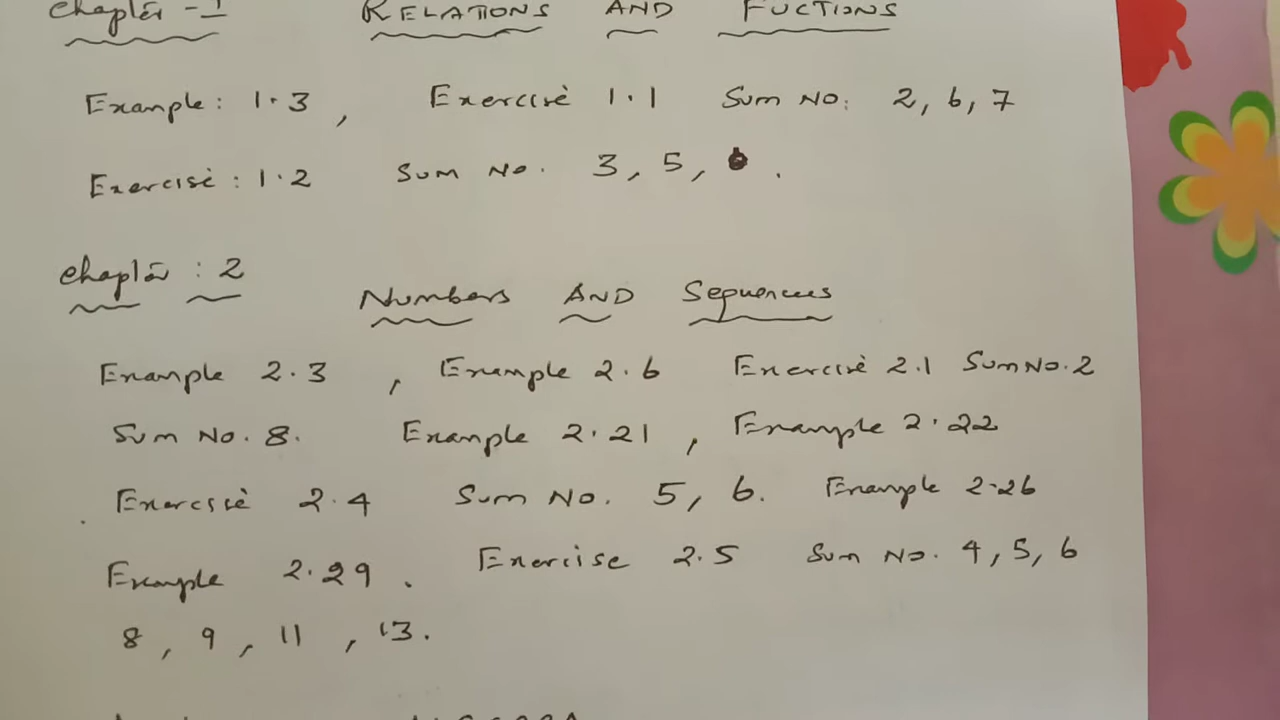 Chapter - I RELATIONS AND FUCTIONS
Example: 1.3, Exercise 1.1 Sum No: 2, 6, 7
Exercise: 1.2 Sum No. 3, 5, .
Chapter : 2
Numbers AND Sequences
Example 2.3 , Example 2.6 Exercise 2.1 Sum No. 2
Sum No. 8. Example 2.21 , Example 2.22
Exercise 2.4 Sum No. 5, 6. Example 2.26
Example 2.29 . Exercise 2.5 Sum No. 4, 5, 6
8, 9, 11, 13.